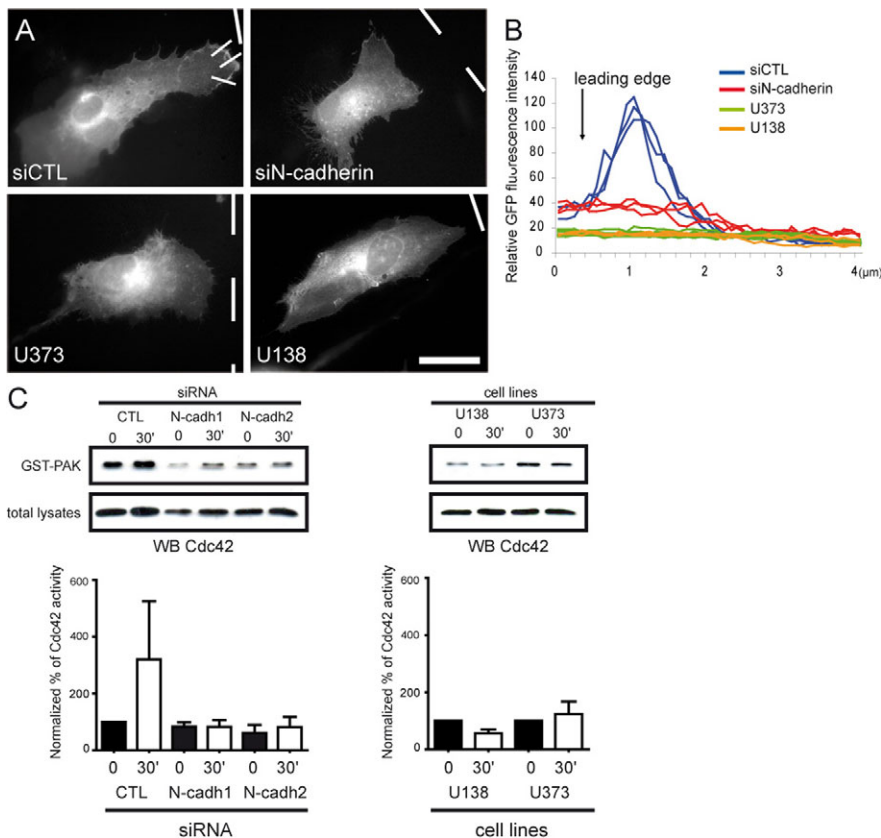 A
siCTL
siN-cadherin
U373
U138
B
Relative GFP fluorescence intensity
140
120
100
80
60
40
20
0
leading edge
siCTL
siN-cadherin
U373
U138
0 1 2 3 4 (µm)
C
siRNA
CTL N-cadh1 N-cadh2
0 30' 0 30' 0 30'
GST-PAK
total lysates
WB Cdc42
cell lines
U138 U373
0 30' 0 30'
WB Cdc42
Normalized % of Cdc42 activity
600
400
200
0
0 30' 0 30' 0 30'
CTL N-cadh1 N-cadh2
siRNA
Normalized % of Cdc42 activity
600
400
200
0
0 30' 0 30'
U138 U373
cell lines